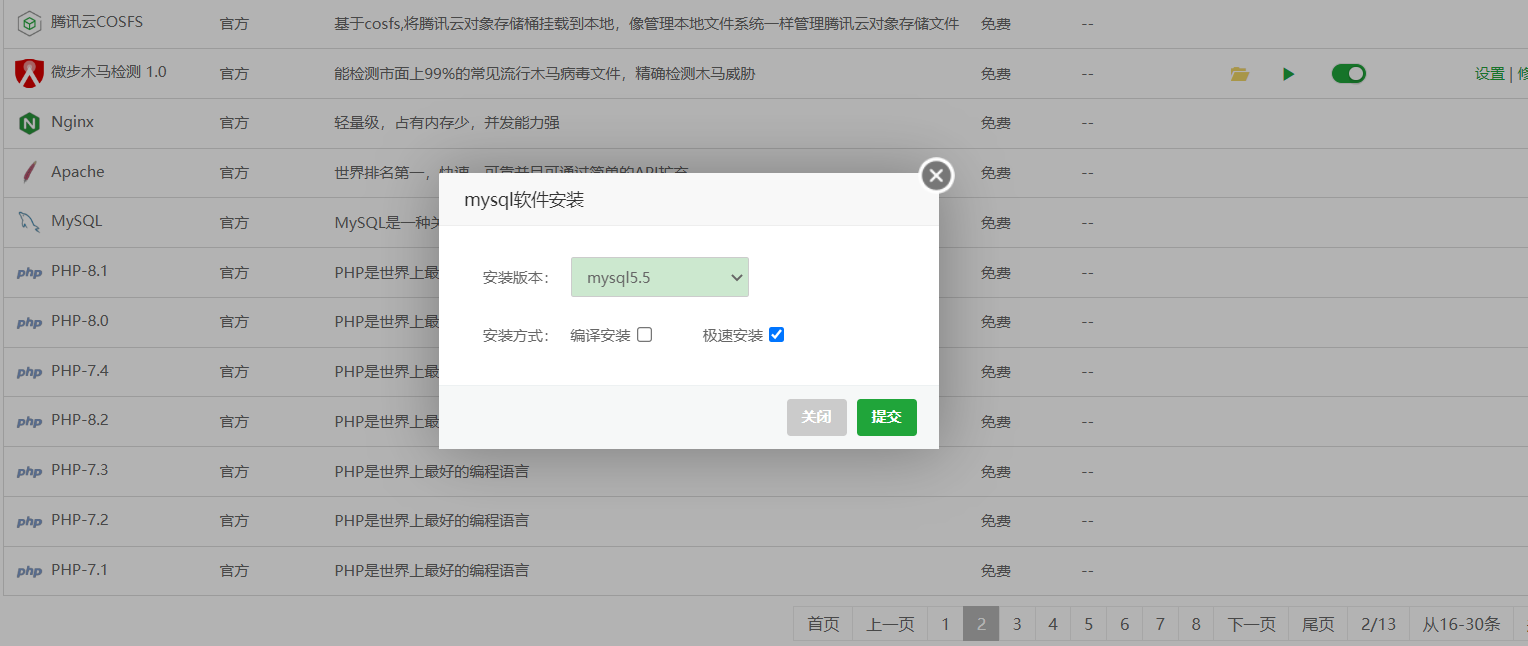 腾讯云COSFS 官方 基于cosfs,将腾讯云对象存储桶挂载到本地，像管理本地文件系统一样管理腾讯云对象存储文件 免费 --
微步木马检测 1.0 官方 能检测市面上99%的常见流行木马病毒文件，精确检测木马威胁 免费 -- 设置 |
Nginx 官方 轻量级，占有内存少，并发能力强 免费 --
Apache 官方 世界排名第一，快速、可靠并且可通过简单的API扩充 免费 --
MySQL 官方 MySQL是一种关 免费 --
PHP-8.1 官方 PHP是世界上最 免费 --
PHP-8.0 官方 PHP是世界上最 免费 --
PHP-7.4 官方 PHP是世界上最 免费 --
PHP-8.2 官方 PHP是世界上最 免费 --
PHP-7.3 官方 PHP是世界上最好的编程语言 免费 --
PHP-7.2 官方 PHP是世界上最好的编程语言 免费 --
PHP-7.1 官方 PHP是世界上最好的编程语言 免费 --
mysql软件安装
安装版本： mysql5.5
安装方式： 编译安装 极速安装
关闭 提交
首页 上一页 1 2 3 4 5 6 7 8 下一页 尾页 2/13 从16-30条